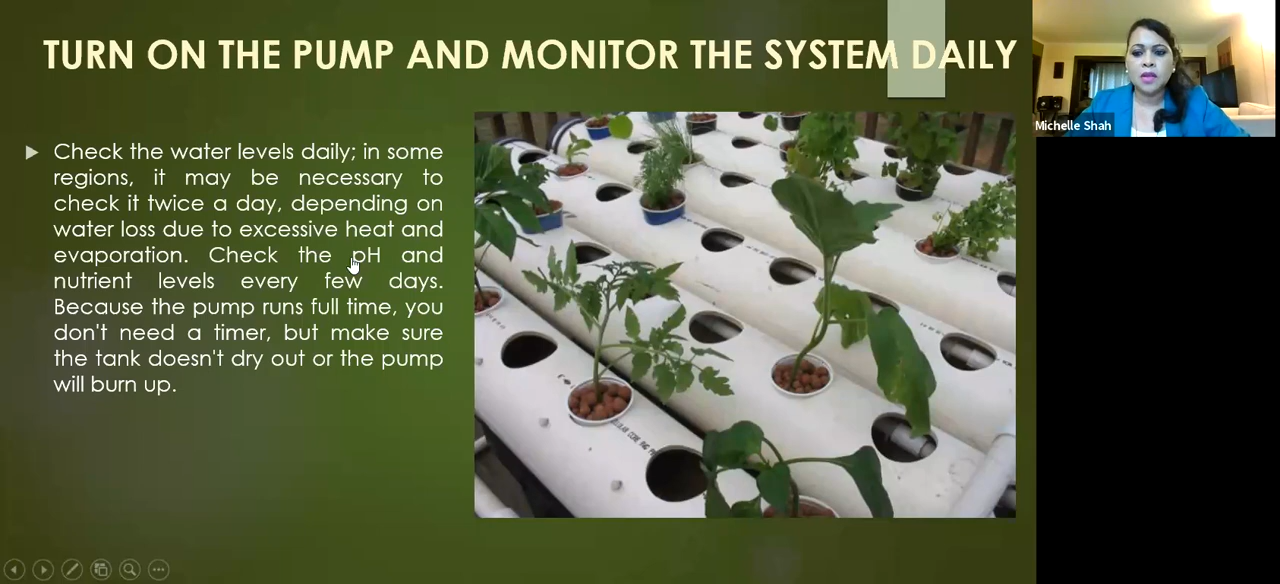 TURN ON THE PUMP AND MONITOR THE SYSTEM DAILY
Check the water levels daily; in some
regions, it may be necessary to
check it twice a day, depending on
water loss due to excessive heat and
evaporation. Check the pH and
nutrient levels every few days.
Because the pump runs full time, you
don't need a timer, but make sure
the tank doesn't dry out or the pump
will burn up.
Michelle Shah